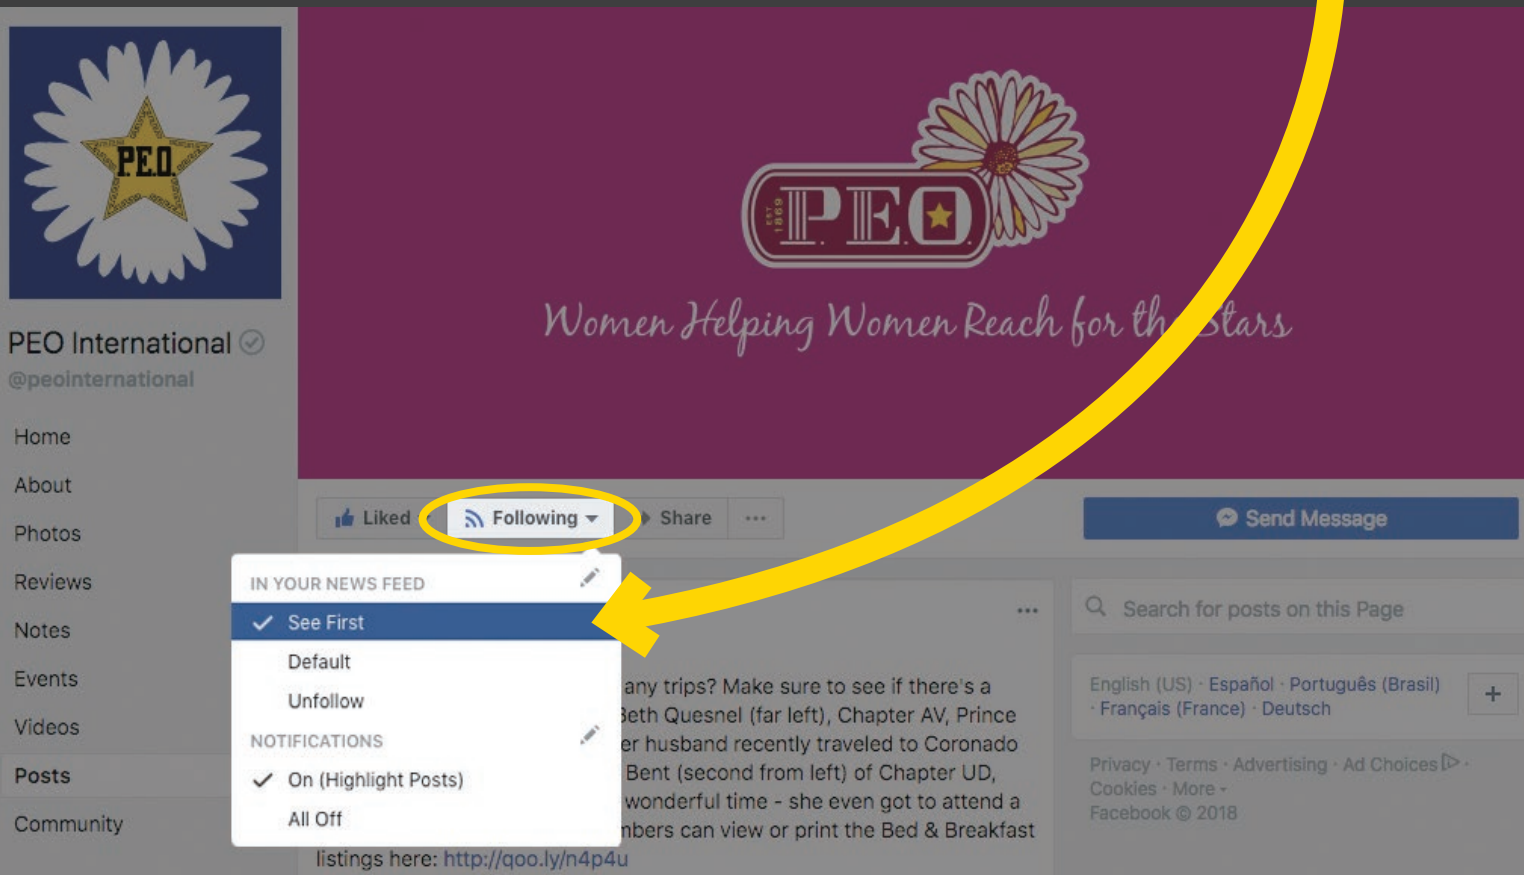 P.E.O.
EST 1869
P.E.O.
Women Helping Women Reach for the Stars
PEO International
@peointernational
Home
About
Photos
Reviews
Notes
Events
Videos
Posts
Community
Liked
Following
Share
...
Send Message
IN YOUR NEWS FEED
See First
Default
Unfollow
NOTIFICATIONS
On (Highlight Posts)
All Off
...
any trips? Make sure to see if there's a
Beth Quesnel (far left), Chapter AV, Prince
er husband recently traveled to Coronado
Bent (second from left) of Chapter UD,
wonderful time - she even got to attend a
mbers can view or print the Bed & Breakfast
listings here: http://qoo.ly/n4p4u
Search for posts on this Page
English (US) · Español · Português (Brasil)
· Français (France) · Deutsch
+
Privacy · Terms · Advertising · Ad Choices ·
Cookies · More
Facebook © 2018